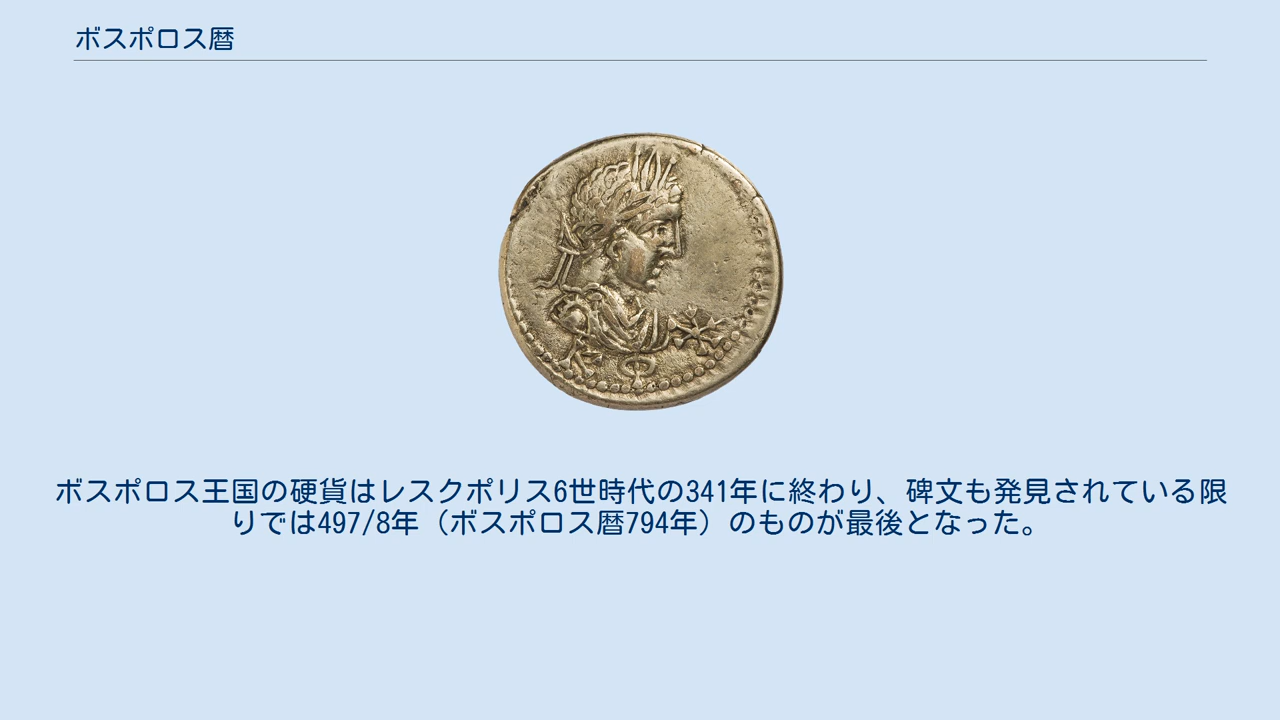 ボスポロス暦
ボスポロス王国の硬貨はレスクポリス6世時代の341年に終わり、碑文も発見されている限
りでは497/8年（ボスポロス暦794年）のものが最後となった。